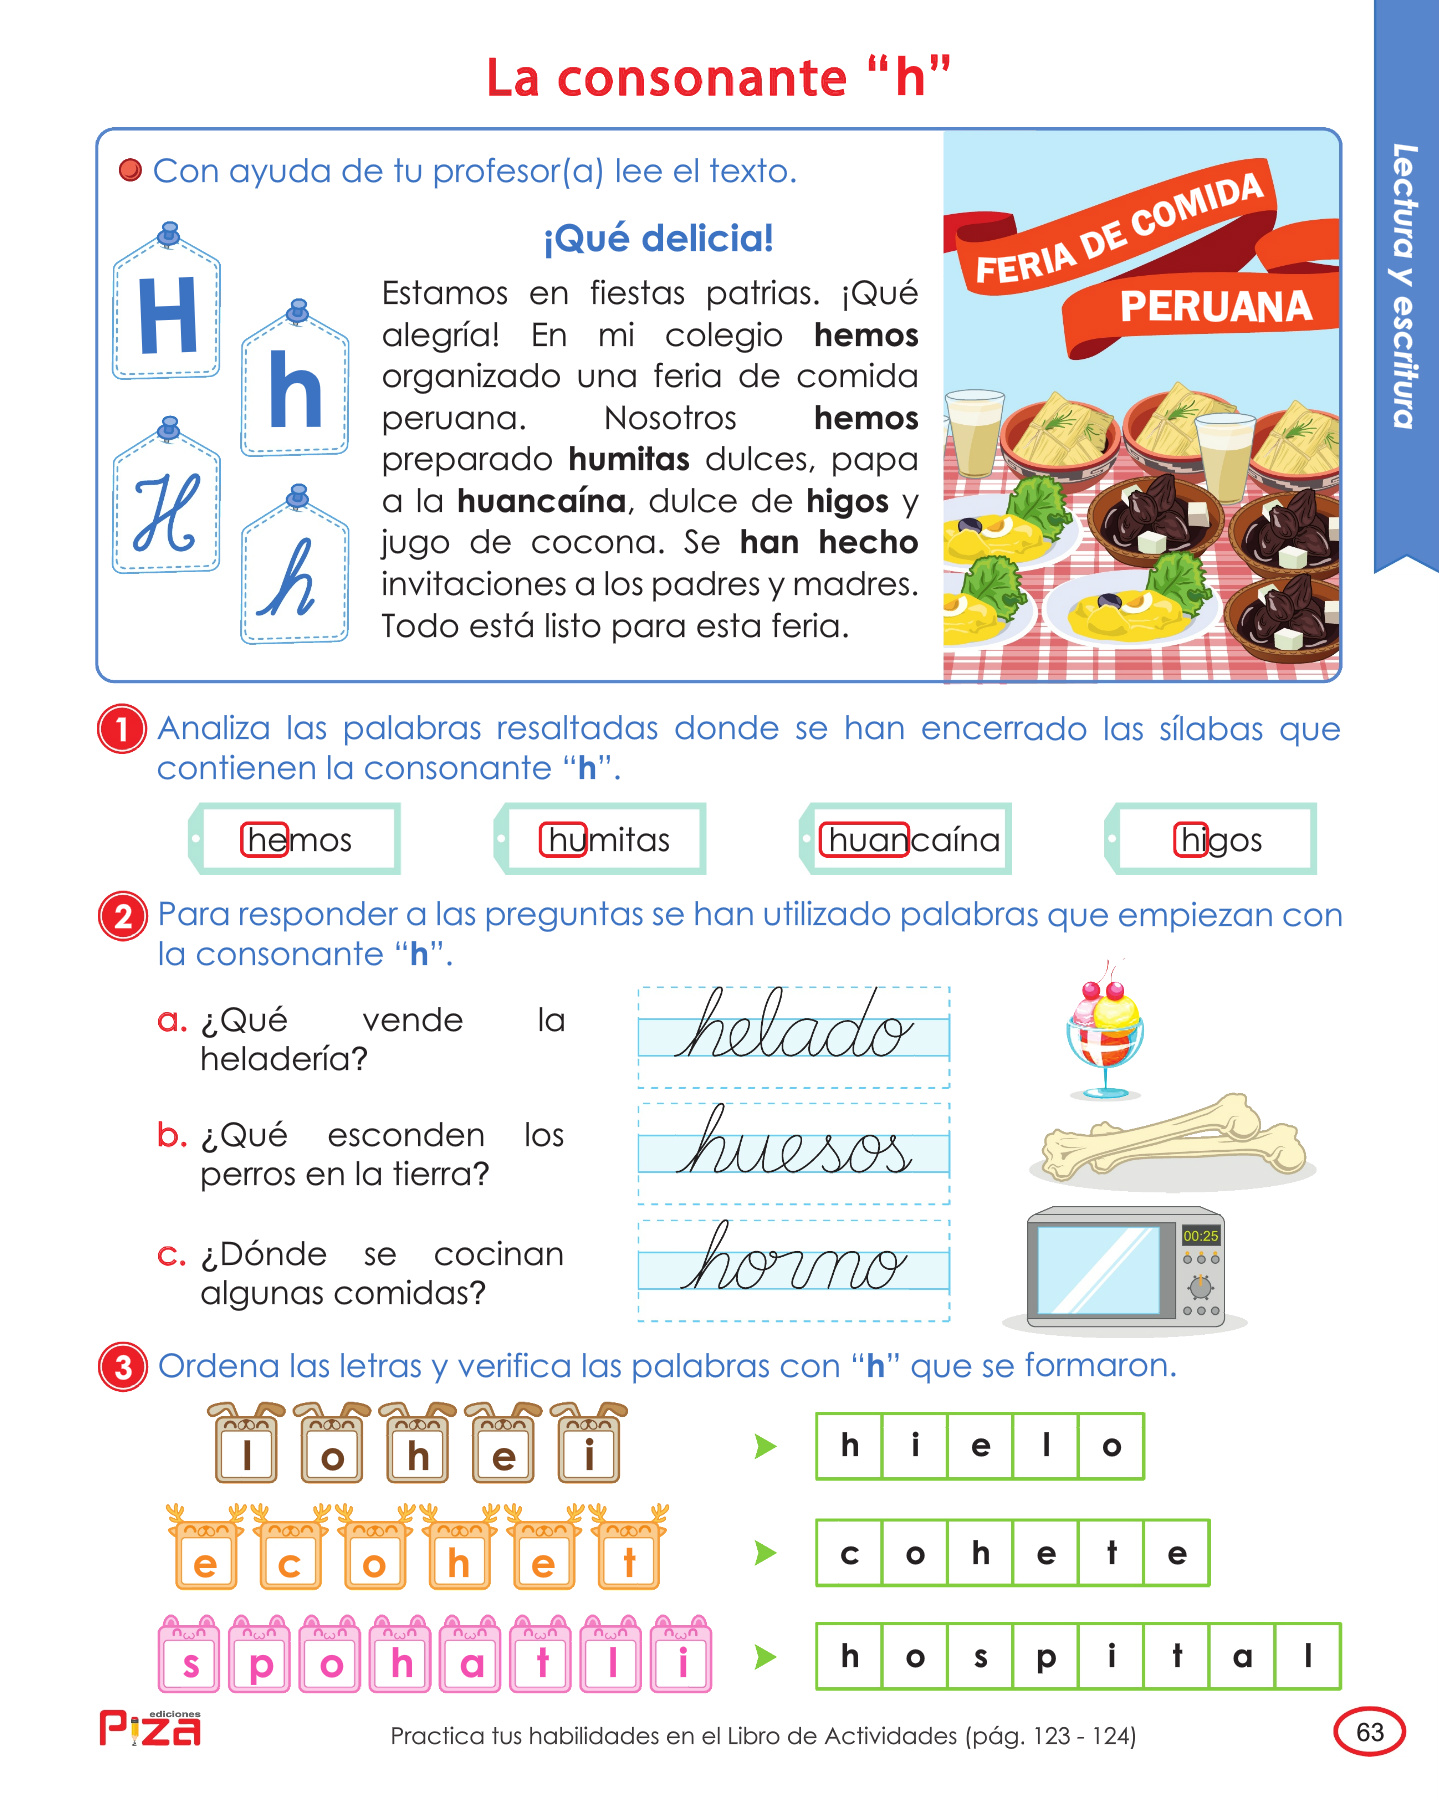 La consonante “h”
Lectura y escritura
Con ayuda de tu profesor(a) lee el texto.
H
h
H
h
¡Qué delicia!
Estamos en fiestas patrias. ¡Qué
alegría! En mi colegio hemos
organizado una feria de comida
peruana. Nosotros hemos
preparado humitas dulces, papa
a la huancaína, dulce de higos y
jugo de cocona. Se han hecho
invitaciones a los padres y madres.
Todo está listo para esta feria.
FERIA DE COMIDA
PERUANA
1 Analiza las palabras resaltadas donde se han encerrado las sílabas que
contienen la consonante “h”.
hemos humitas huancaína higos
2 Para responder a las preguntas se han utilizado palabras que empiezan con
la consonante “h”.
a. ¿Qué vende la
heladería?
helado
b. ¿Qué esconden los
perros en la tierra?
huesos
c. ¿Dónde se cocinan
algunas comidas?
horno
00:25
3 Ordena las letras y verifica las palabras con “h” que se formaron.
l o h e i h i e l o
e c o h e t c o h e t e
s p o h a t l i h o s p i t a l
ediciones
Piza
Practica tus habilidades en el Libro de Actividades (pág. 123 - 124)
63